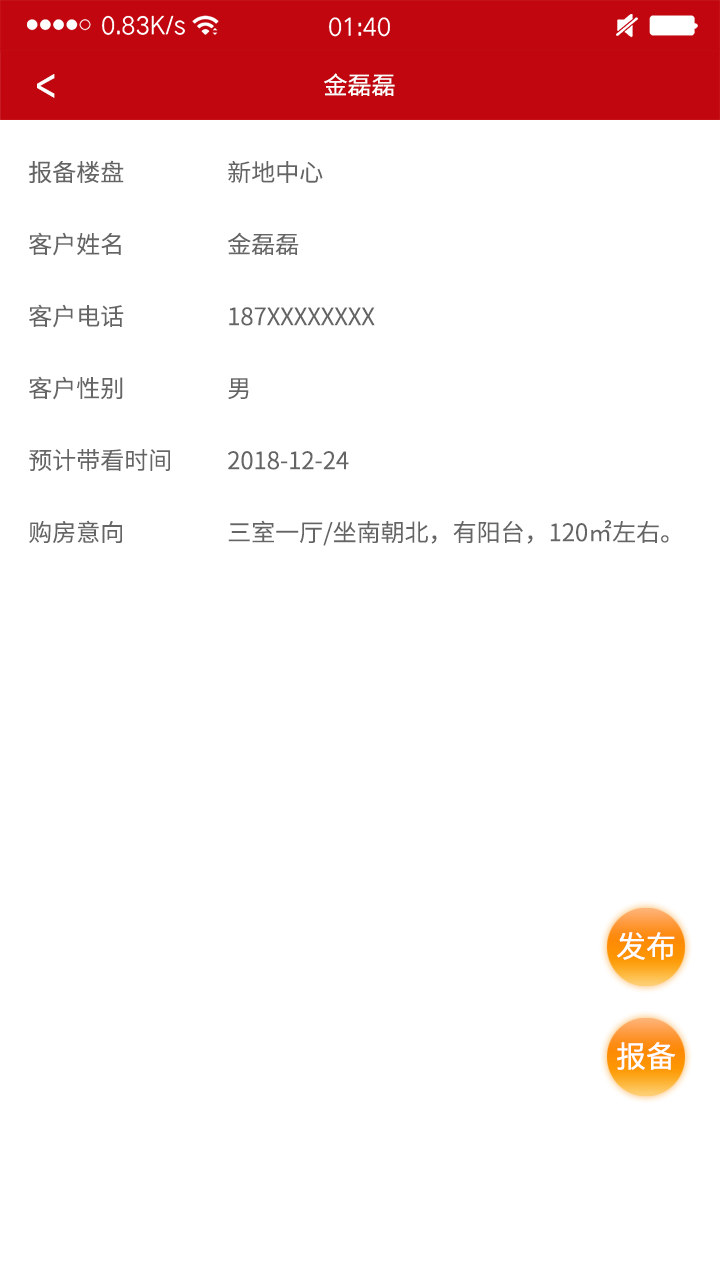 0.83K/s 01:40
< 金磊磊
报备楼盘 新地中心
客户姓名 金磊磊
客户电话 187XXXXXXXX
客户性别 男
预计带看时间 2018-12-24
购房意向 三室一厅/坐南朝北，有阳台，120㎡左右。
发布
报备